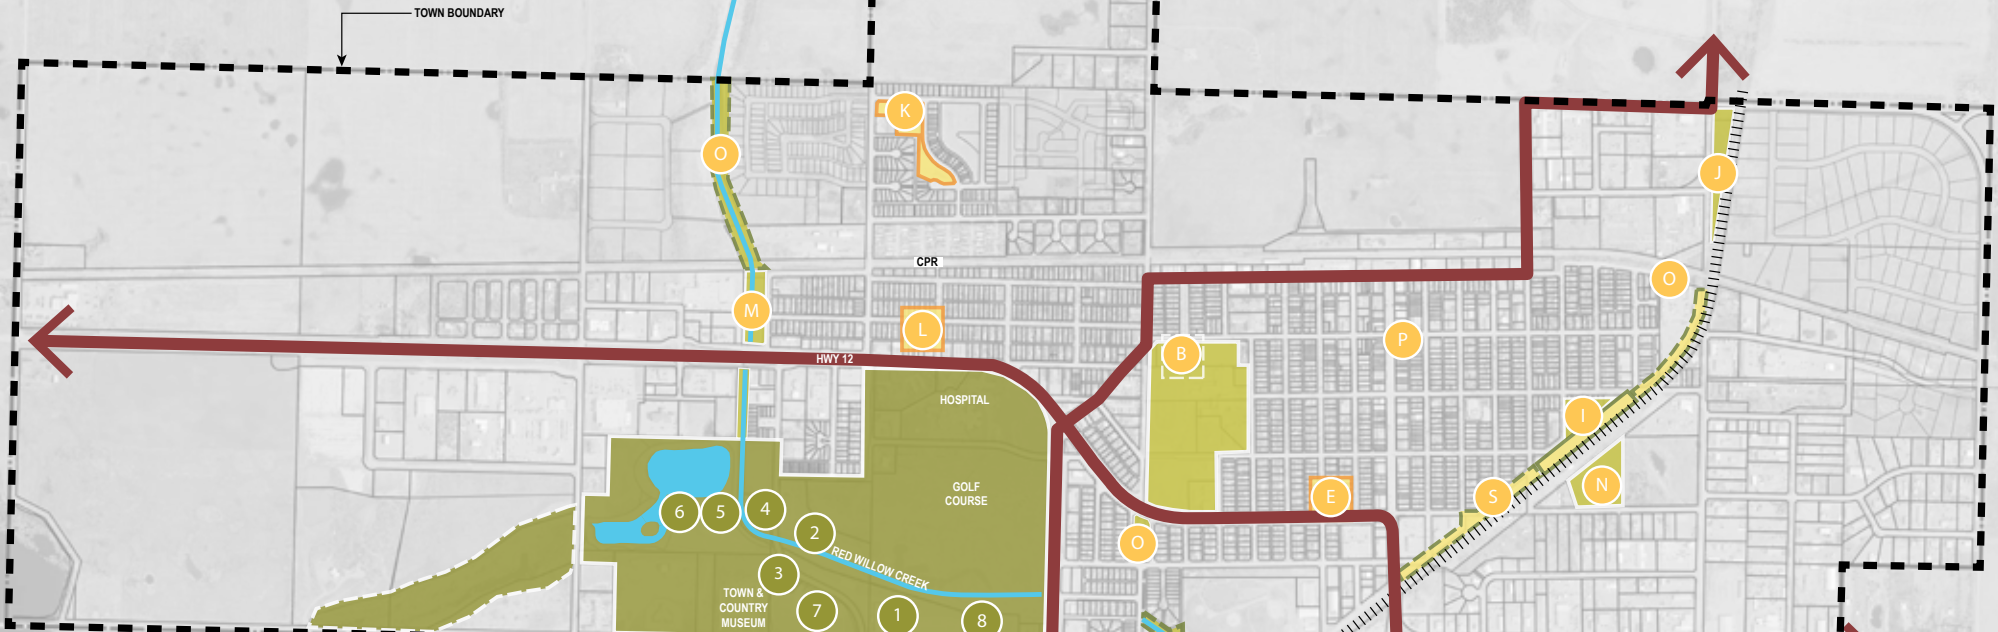 TOWN BOUNDARY
K
O
J
CPR
O
M
L
P
B
HWY 12
HOSPITAL
I
GOLF
COURSE
N
E
S
6
5
4
2
O
RED WILLOW CREEK
3
TOWN &
COUNTRY
MUSEUM
7
1
8